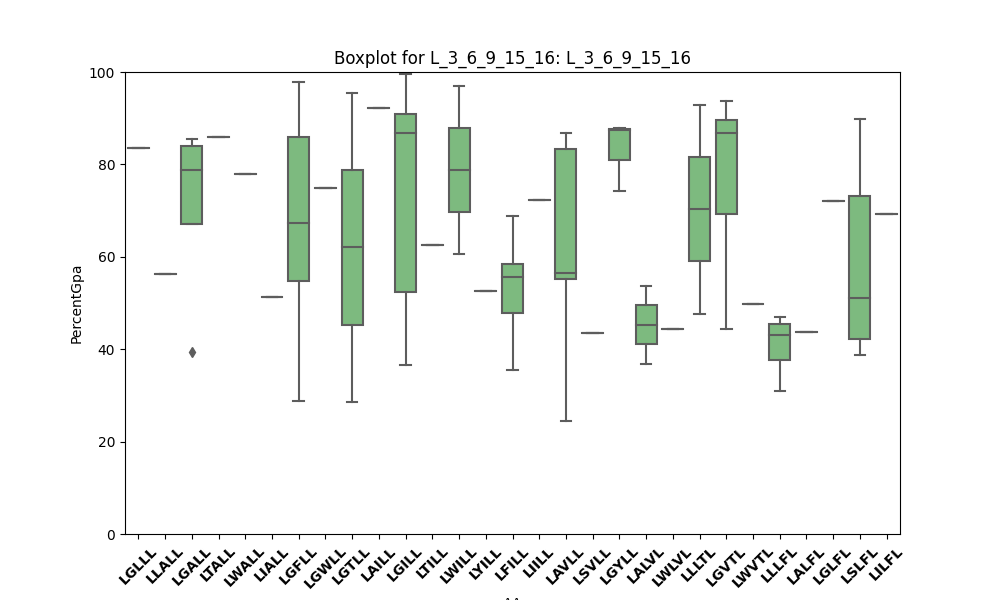 Boxplot for L_3_6_9_15_16: L_3_6_9_15_16
PercentGpa
100
80
60
40
20
0
LGLLL LLALL LGALL LTALL LWALL LIALL LGFLL LGWLL LGTLL LAILL LGILL LTILL LWILL LYILL LFILL LIILL LAVLL LSVLL LGYLL LALVL LWLVL LLLTL LGVTL LWVTL LLLFL LALFL LGLFL LSLFL LILFL